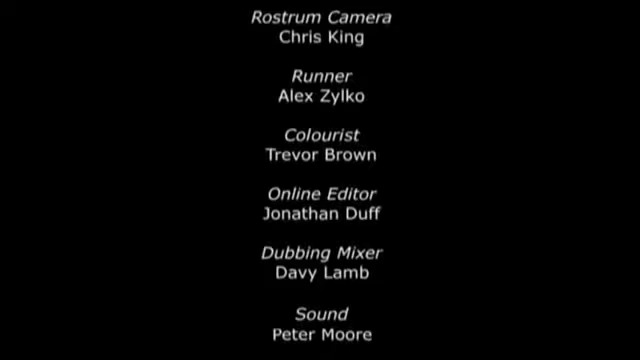 Rostrum Camera
Chris King
Runner
Alex Zylko
Colourist
Trevor Brown
Online Editor
Jonathan Duff
Dubbing Mixer
Davy Lamb
Sound
Peter Moore